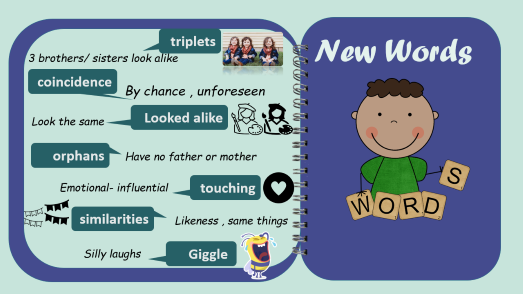 triplets
3 brothers/ sisters look alike
coincidence
By chance , unforeseen
Looked alike
Look the same
orphans
Have no father or mother
touching
Emotional- influential
similarities
Likeness , same things
Giggle
Silly laughs
New Words
S
WORD